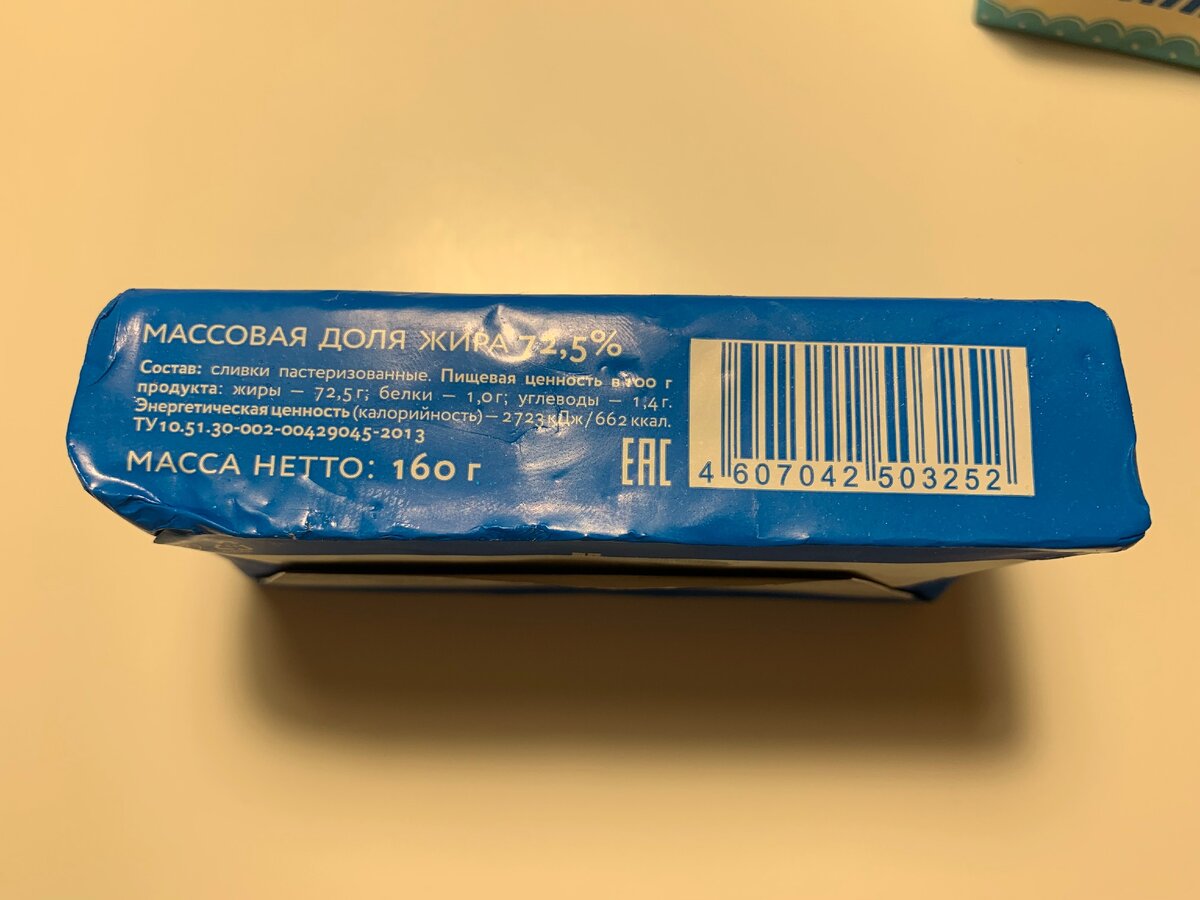 МАССОВАЯ ДОЛЯ ЖИРА 72,5%
Состав: сливки пастеризованные. Пищевая ценность в 100 г
продукта: жиры — 72,5 г; белки — 1,0 г; углеводы — 1,4 г.
Энергетическая ценность (калорийность) — 2723 кДж/662 ккал.
ТУ10.51.30-002-00429045-2013
МАССА НЕТТО: 160 г
ЕАС
4 607042 503252